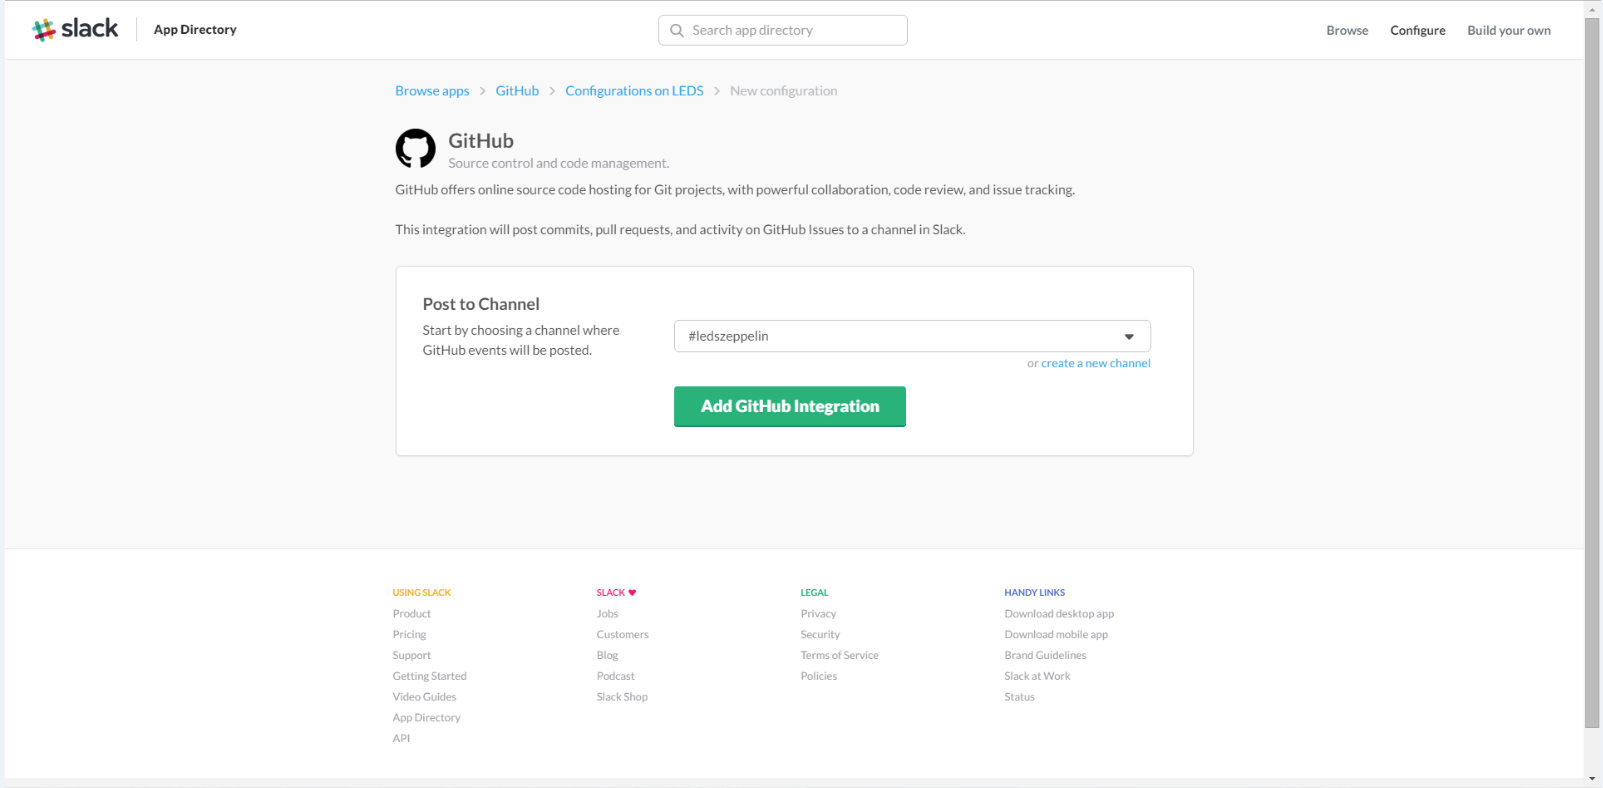 slack
App Directory
Search app directory
Browse
Configure
Build your own
Browse apps > GitHub > Configurations on LEDS > New configuration
GitHub
Source control and code management.
GitHub offers online source code hosting for Git projects, with powerful collaboration, code review, and issue tracking.
This integration will post commits, pull requests, and activity on GitHub Issues to a channel in Slack.
Post to Channel
Start by choosing a channel where
GitHub events will be posted.
#ledszeppelin
or create a new channel
Add GitHub Integration
USING SLACK
Product
Pricing
Support
Getting Started
Video Guides
App Directory
API
SLACK ♥
Jobs
Customers
Blog
Podcast
Slack Shop
LEGAL
Privacy
Security
Terms of Service
Policies
HANDY LINKS
Download desktop app
Download mobile app
Brand Guidelines
Slack at Work
Status